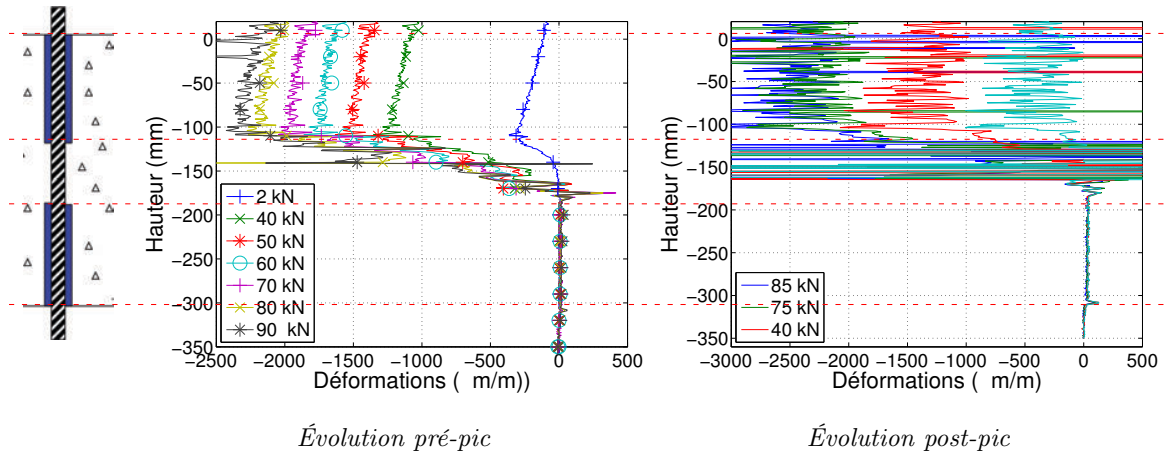 0
−50
−100
−150
−200
−250
−300
−350
Hauteur (mm)
2 kN
40 kN
50 kN
60 kN
70 kN
80 kN
90 kN
−2500 −2000 −1500 −1000 −500 0 500
Déformations ( m/m))
Évolution pré-pic
0
−50
−100
−150
−200
−250
−300
−350
Hauteur (mm)
85 kN
75 kN
40 kN
−3000 −2500 −2000 −1500 −1000 −500 0 500
Déformations ( m/m)
Évolution post-pic